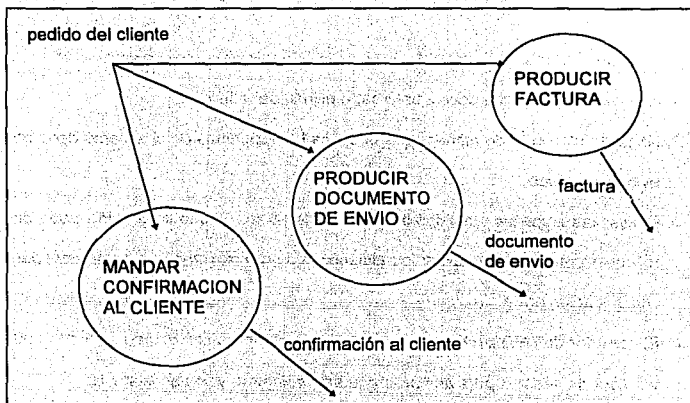 pedido del cliente
PRODUCIR
FACTURA
factura
PRODUCIR
DOCUMENTO
DE ENVIO
documento
de envio
MANDAR
CONFIRMACION
AL CLIENTE
confirmación al cliente